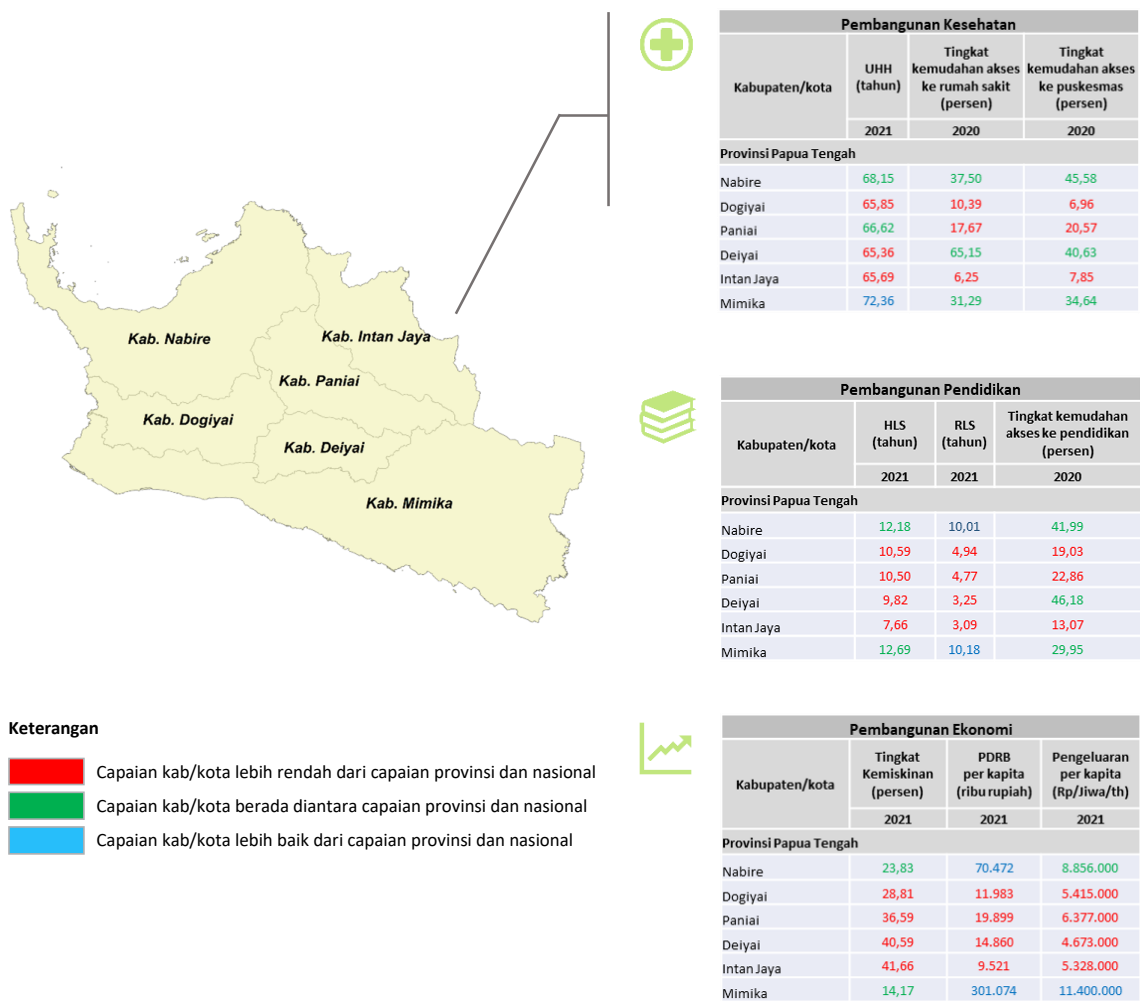 Kab. Nabire
Kab. Intan Jaya
Kab. Paniai
Kab. Dogiyai
Kab. Deiyai
Kab. Mimika
Keterangan
Capaian kab/kota lebih rendah dari capaian provinsi dan nasional
Capaian kab/kota berada diantara capaian provinsi dan nasional
Capaian kab/kota lebih baik dari capaian provinsi dan nasional
Pembangunan Kesehatan
Kabupaten/kota
UHH
(tahun)
Tingkat
kemudahan akses
ke rumah sakit
(persen)
Tingkat
kemudahan akses
ke puskesmas
(persen)
2021 2020 2020
Provinsi Papua Tengah
Nabire 68,15 37,50 45,58
Dogiyai 65,85 10,39 6,96
Paniai 66,62 17,67 20,57
Deiyai 65,36 65,15 40,63
Intan Jaya 65,69 6,25 7,85
Mimika 72,36 31,29 34,64
Pembangunan Pendidikan
Kabupaten/kota
HLS
(tahun)
RLS
(tahun)
Tingkat kemudahan
akses ke pendidikan
(persen)
2021 2021 2020
Provinsi Papua Tengah
Nabire 12,18 10,01 41,99
Dogiyai 10,59 4,94 19,03
Paniai 10,50 4,77 22,86
Deiyai 9,82 3,25 46,18
Intan Jaya 7,66 3,09 13,07
Mimika 12,69 10,18 29,95
Pembangunan Ekonomi
Kabupaten/kota
Tingkat
Kemiskinan
(persen)
PDRB
per kapita
(ribu rupiah)
Pengeluaran
per kapita
(Rp/Jiwa/th)
2021 2021 2021
Provinsi Papua Tengah
Nabire 23,83 70.472 8.856.000
Dogiyai 28,81 11.983 5.415.000
Paniai 36,59 19.899 6.377.000
Deiyai 40,59 14.860 4.673.000
Intan Jaya 41,66 9.521 5.328.000
Mimika 14,17 301.074 11.400.000